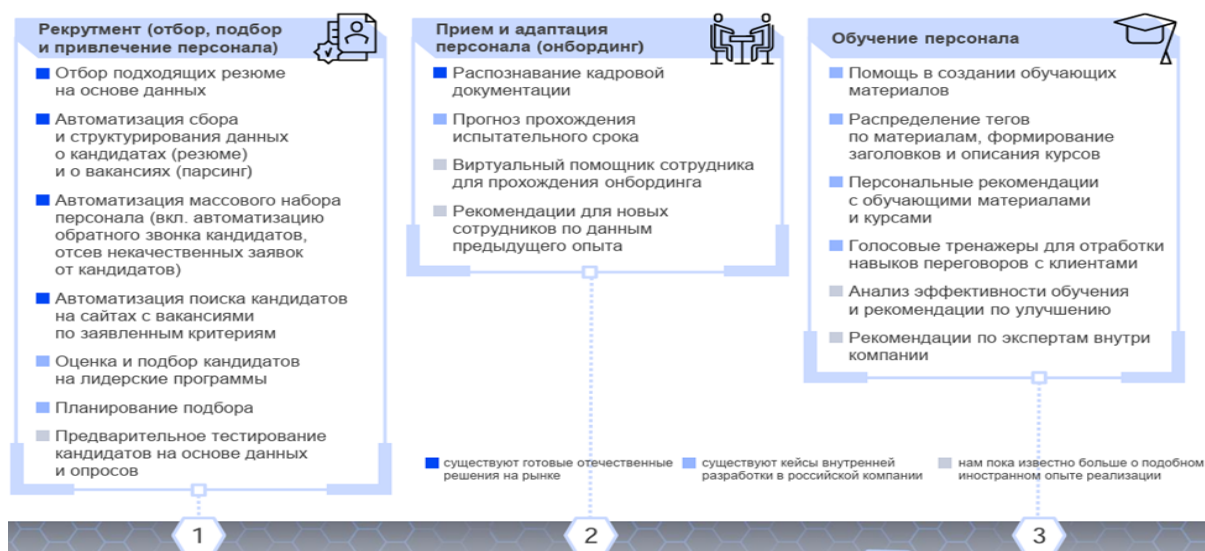 Рекрутмент (отбор, подбор
и привлечение персонала)
Отбор подходящих резюме
на основе данных
Автоматизация сбора
и структурирования данных
о кандидатах (резюме)
и о вакансиях (парсинг)
Автоматизация массового набора
персонала (вкл. автоматизацию
обратного звонка кандидатов,
отсев некачественных заявок
от кандидатов)
Автоматизация поиска кандидатов
на сайтах с вакансиями
по заявленным критериям
Оценка и подбор кандидатов
на лидерские программы
Планирование подбора
Предварительное тестирование
кандидатов на основе данных
и опросов
Прием и адаптация
персонала (онбординг)
Распознавание кадровой
документации
Прогноз прохождения
испытательного срока
Виртуальный помощник сотрудника
для прохождения онбординга
Рекомендации для новых
сотрудников по данным
предыдущего опыта
Обучение персонала
Помощь в создании обучающих
материалов
Распределение тегов
по материалам, формирование
заголовков и описания курсов
Персональные рекомендации
с обучающими материалами
и курсами
Голосовые тренажеры для отработки
навыков переговоров с клиентами
Анализ эффективности обучения
и рекомендации по улучшению
Рекомендации по экспертам внутри
компании
существуют готовые отечественные
решения на рынке
существуют кейсы внутренней
разработки в российской компании
нам пока известно больше о подобном
иностранном опыте реализации
1
2
3